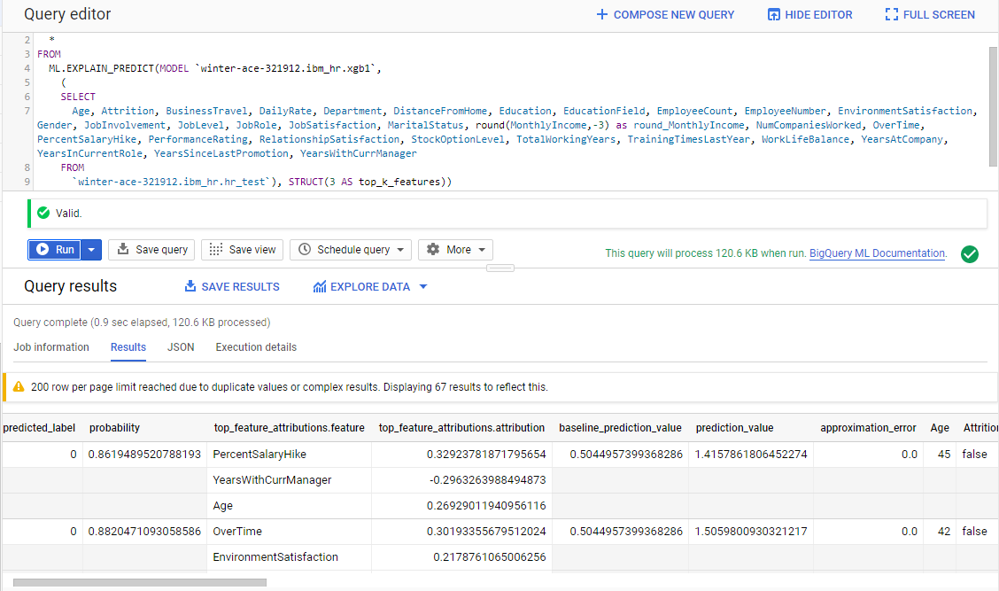 Query editor
COMPOSE NEW QUERY
HIDE EDITOR
FULL SCREEN
2 *
3 FROM
4 ML.EXPLAIN_PREDICT(MODEL `winter-ace-321912.ibm_hr.xgb1`,
5 (
6 SELECT
7 Age, Attrition, BusinessTravel, DailyRate, Department, DistanceFromHome, Education, EducationField, EmployeeCount, EmployeeNumber, EnvironmentSatisfaction,
Gender, JobInvolvement, JobLevel, JobRole, JobSatisfaction, MaritalStatus, round(MonthlyIncome,-3) as round_MonthlyIncome, NumCompaniesWorked, OverTime,
PercentSalaryHike, PerformanceRating, RelationshipSatisfaction, StockOptionLevel, TotalWorkingYears, TrainingTimesLastYear, WorkLifeBalance, YearsAtCompany,
YearsInCurrentRole, YearsSinceLastPromotion, YearsWithCurrManager
8 FROM
9 `winter-ace-321912.ibm_hr.hr_test`), STRUCT(3 AS top_k_features))
Valid.
Run
Save query
Save view
Schedule query
More
This query will process 120.6 KB when run. BigQuery ML Documentation.
Query results
SAVE RESULTS
EXPLORE DATA
Query complete (0.9 sec elapsed, 120.6 KB processed)
Job information Results JSON Execution details
200 row per page limit reached due to duplicate values or complex results. Displaying 67 results to reflect this.
predicted_label probability top_feature_attributions.feature top_feature_attributions.attribution baseline_prediction_value prediction_value approximation_error Age Attrition
0 0.8619489520788193 PercentSalaryHike 0.32923781871795654 0.5044957399368286 1.4157861806452274 0.0 45 false
YearsWithCurrManager -0.2963263988494873
Age 0.26929011940956116
0 0.8820471093058586 OverTime 0.30193355679512024 0.5044957399368286 1.5059800930321217 0.0 42 false
EnvironmentSatisfaction 0.2178761065006256